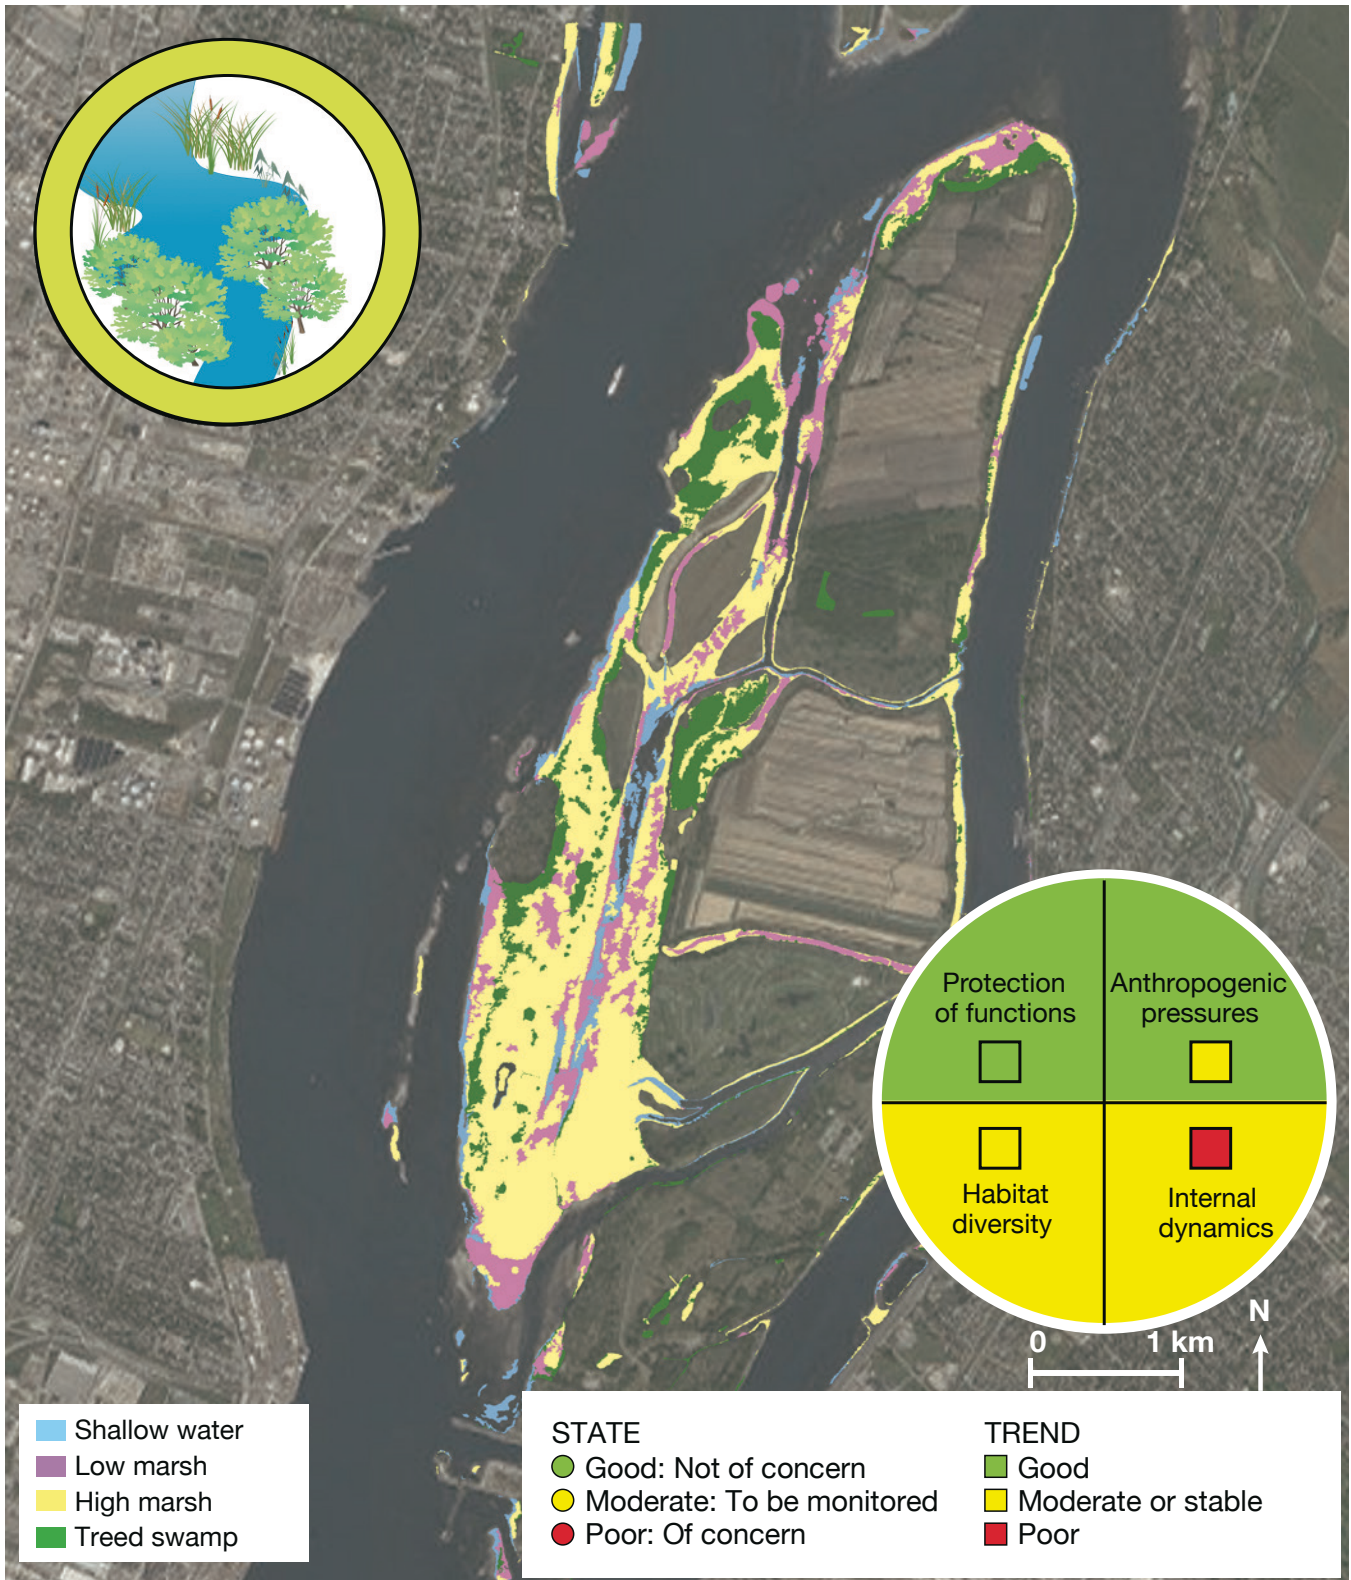 Protection
of functions
Anthropogenic
pressures
Habitat
diversity
Internal
dynamics
N
0 1 km
Shallow water
Low marsh
High marsh
Treed swamp
STATE
Good: Not of concern
Moderate: To be monitored
Poor: Of concern
TREND
Good
Moderate or stable
Poor